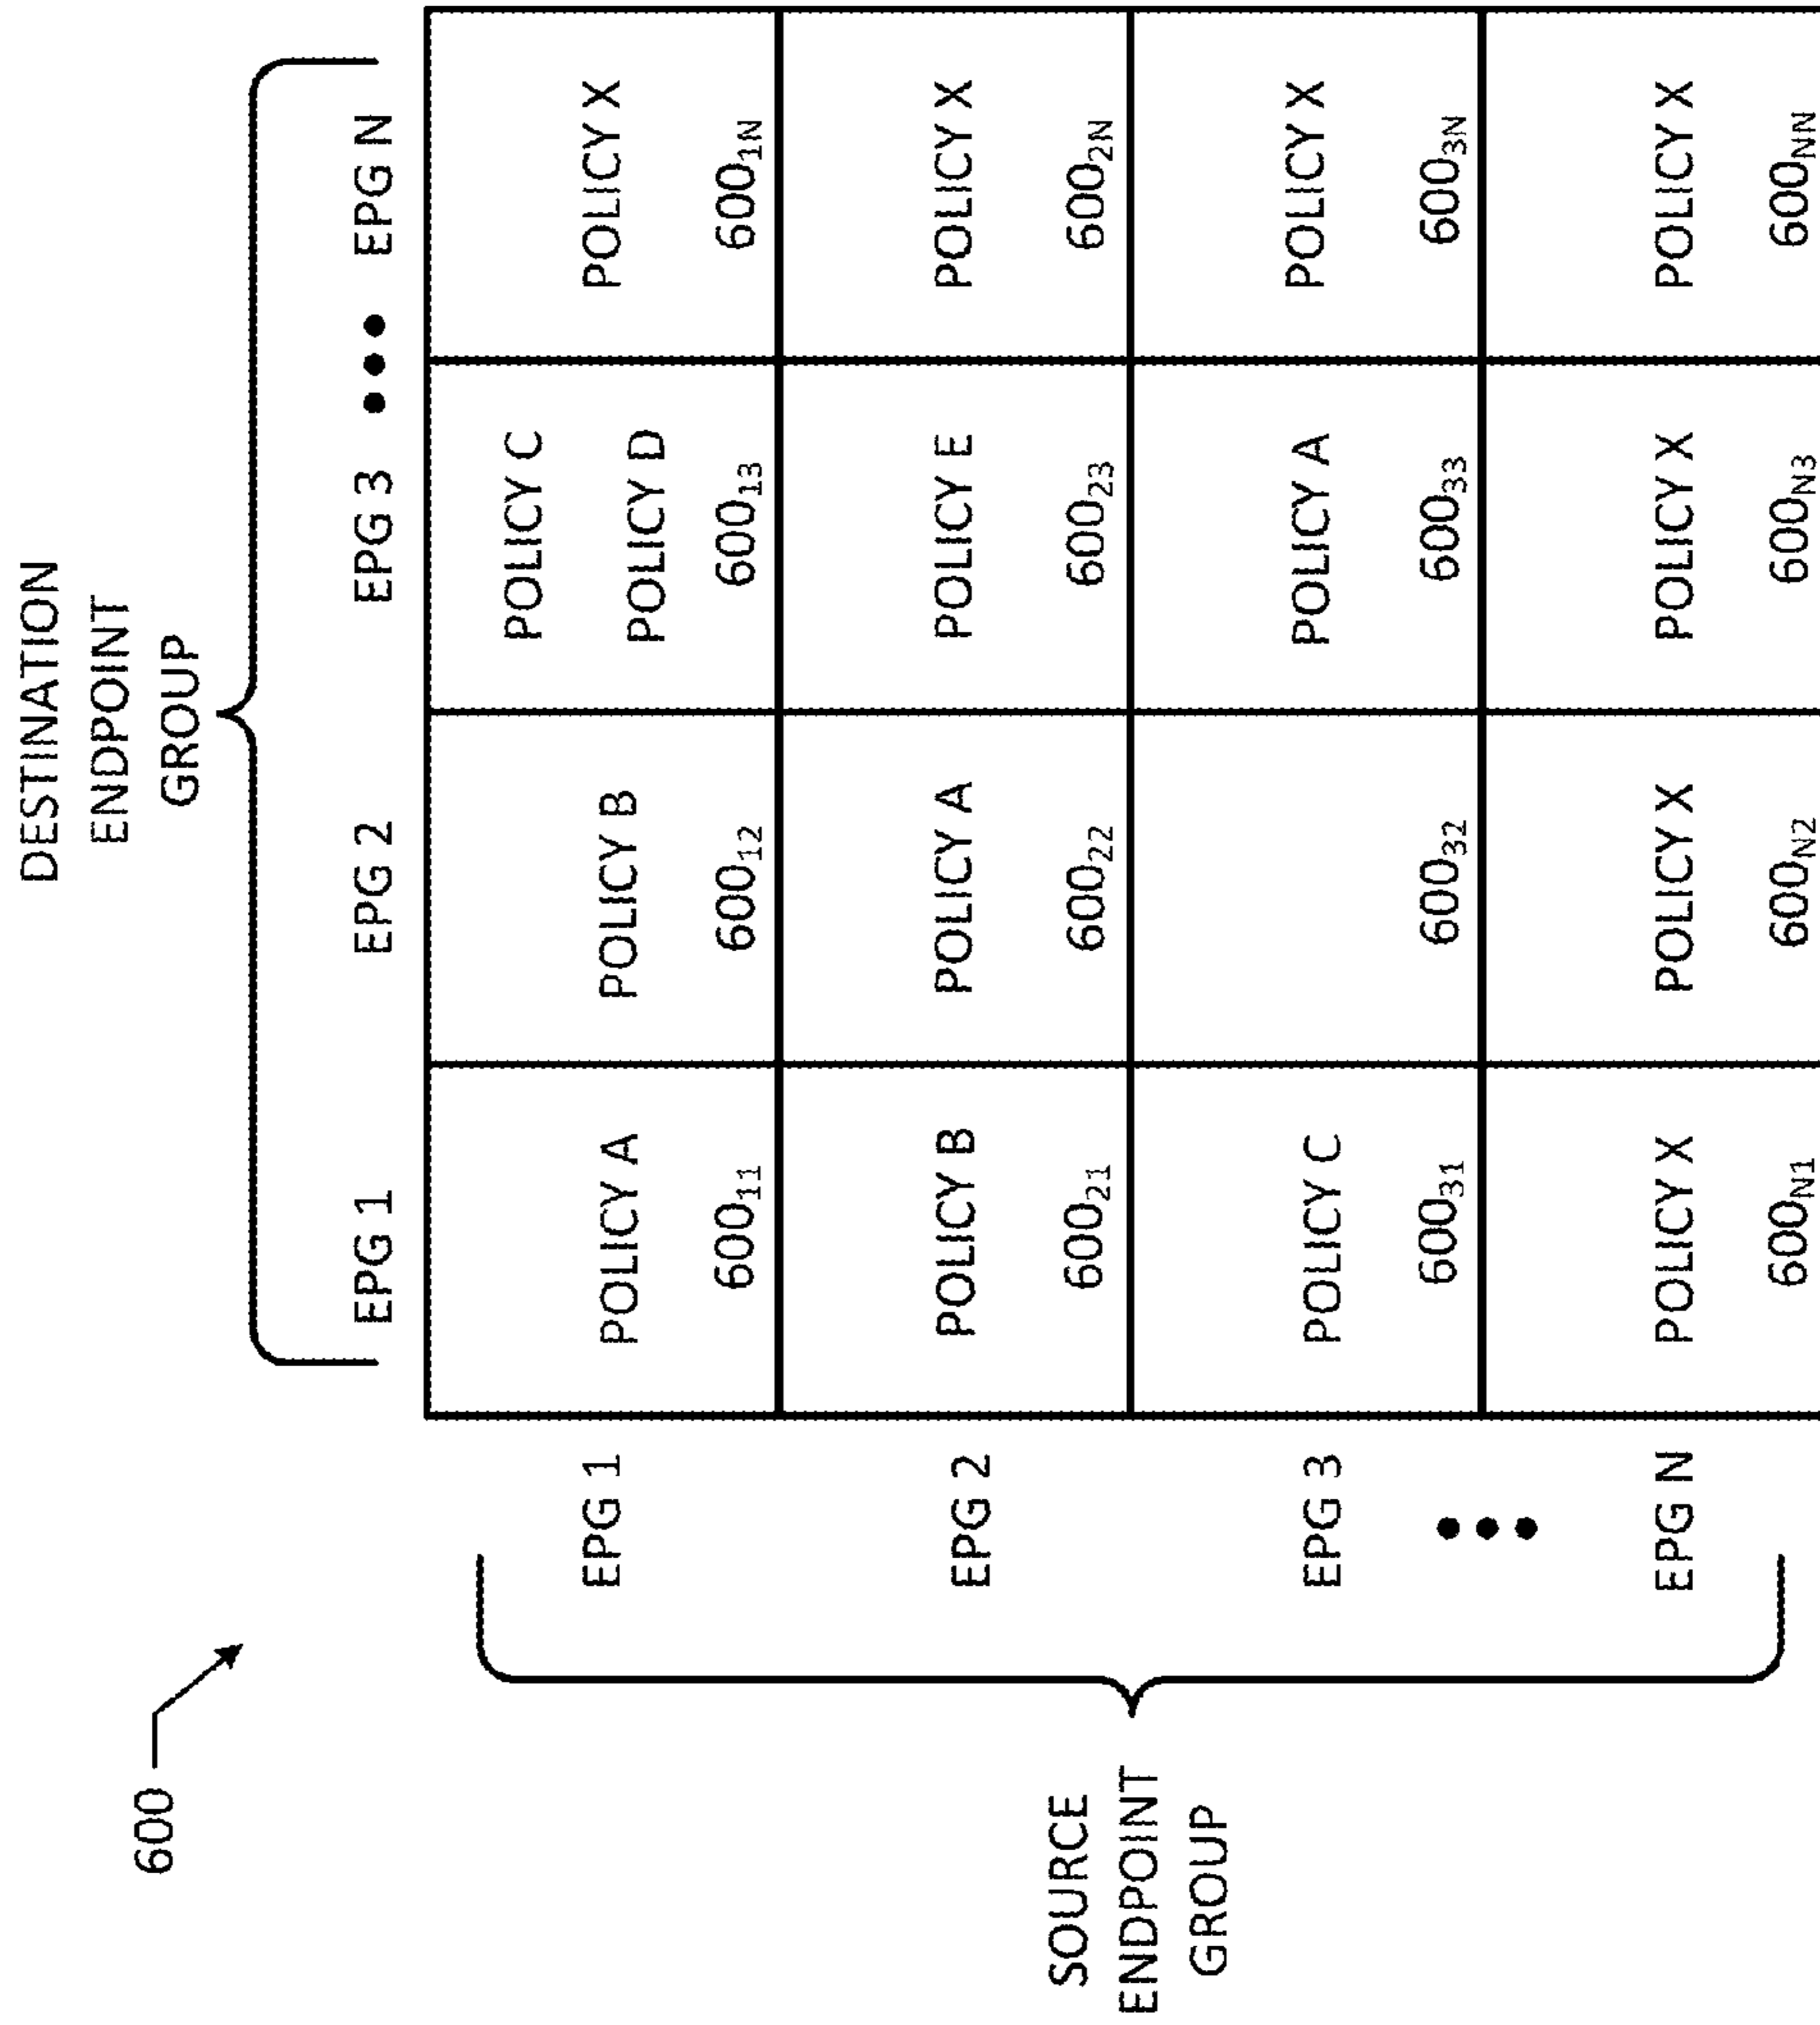 600
DESTINATION
ENDPOINT
GROUP
EPG 1 EPG 2 EPG 3 ••• EPG N
SOURCE
ENDPOINT
GROUP
EPG 1
POLICY A
600₁₁
POLICY B
600₁₂
POLICY C
POLICY D
600₁₃
POLICY X
600₁N
EPG 2
POLICY B
600₂₁
POLICY A
600₂₂
POLICY E
600₂₃
POLICY X
600₂N
EPG 3
POLICY C
600₃₁
600₃₂
POLICY A
600₃₃
POLICY X
600₃N
•••
EPG N
POLICY X
600N₁
POLICY X
600N₂
POLICY X
600N₃
POLICY X
600NN